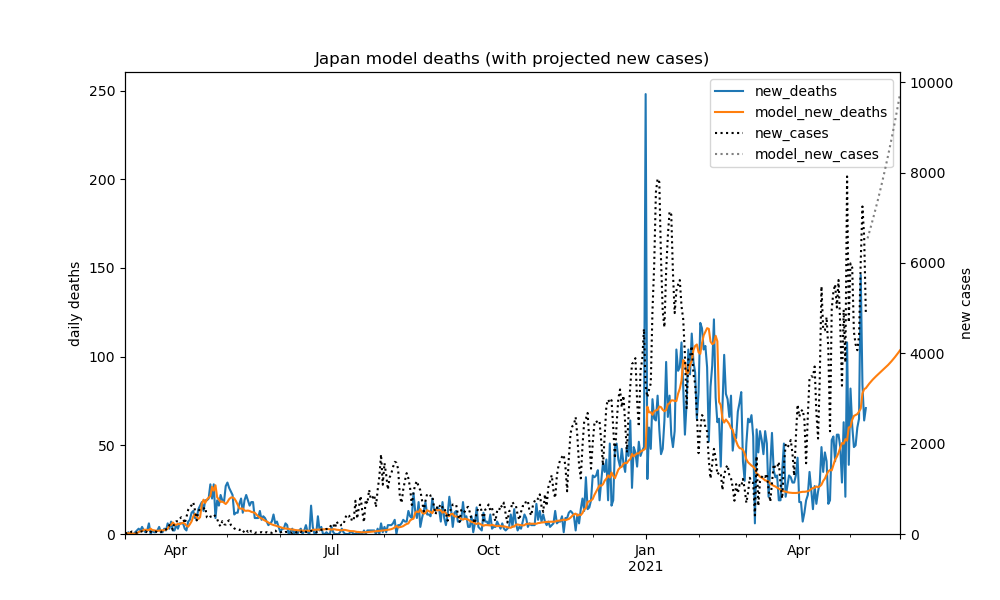 Japan model deaths (with projected new cases)
250
200
150
100
50
0
daily deaths
10000
8000
6000
4000
2000
0
new cases
new_deaths
model_new_deaths
new_cases
model_new_cases
Apr
Jul
Oct
Jan
2021
Apr